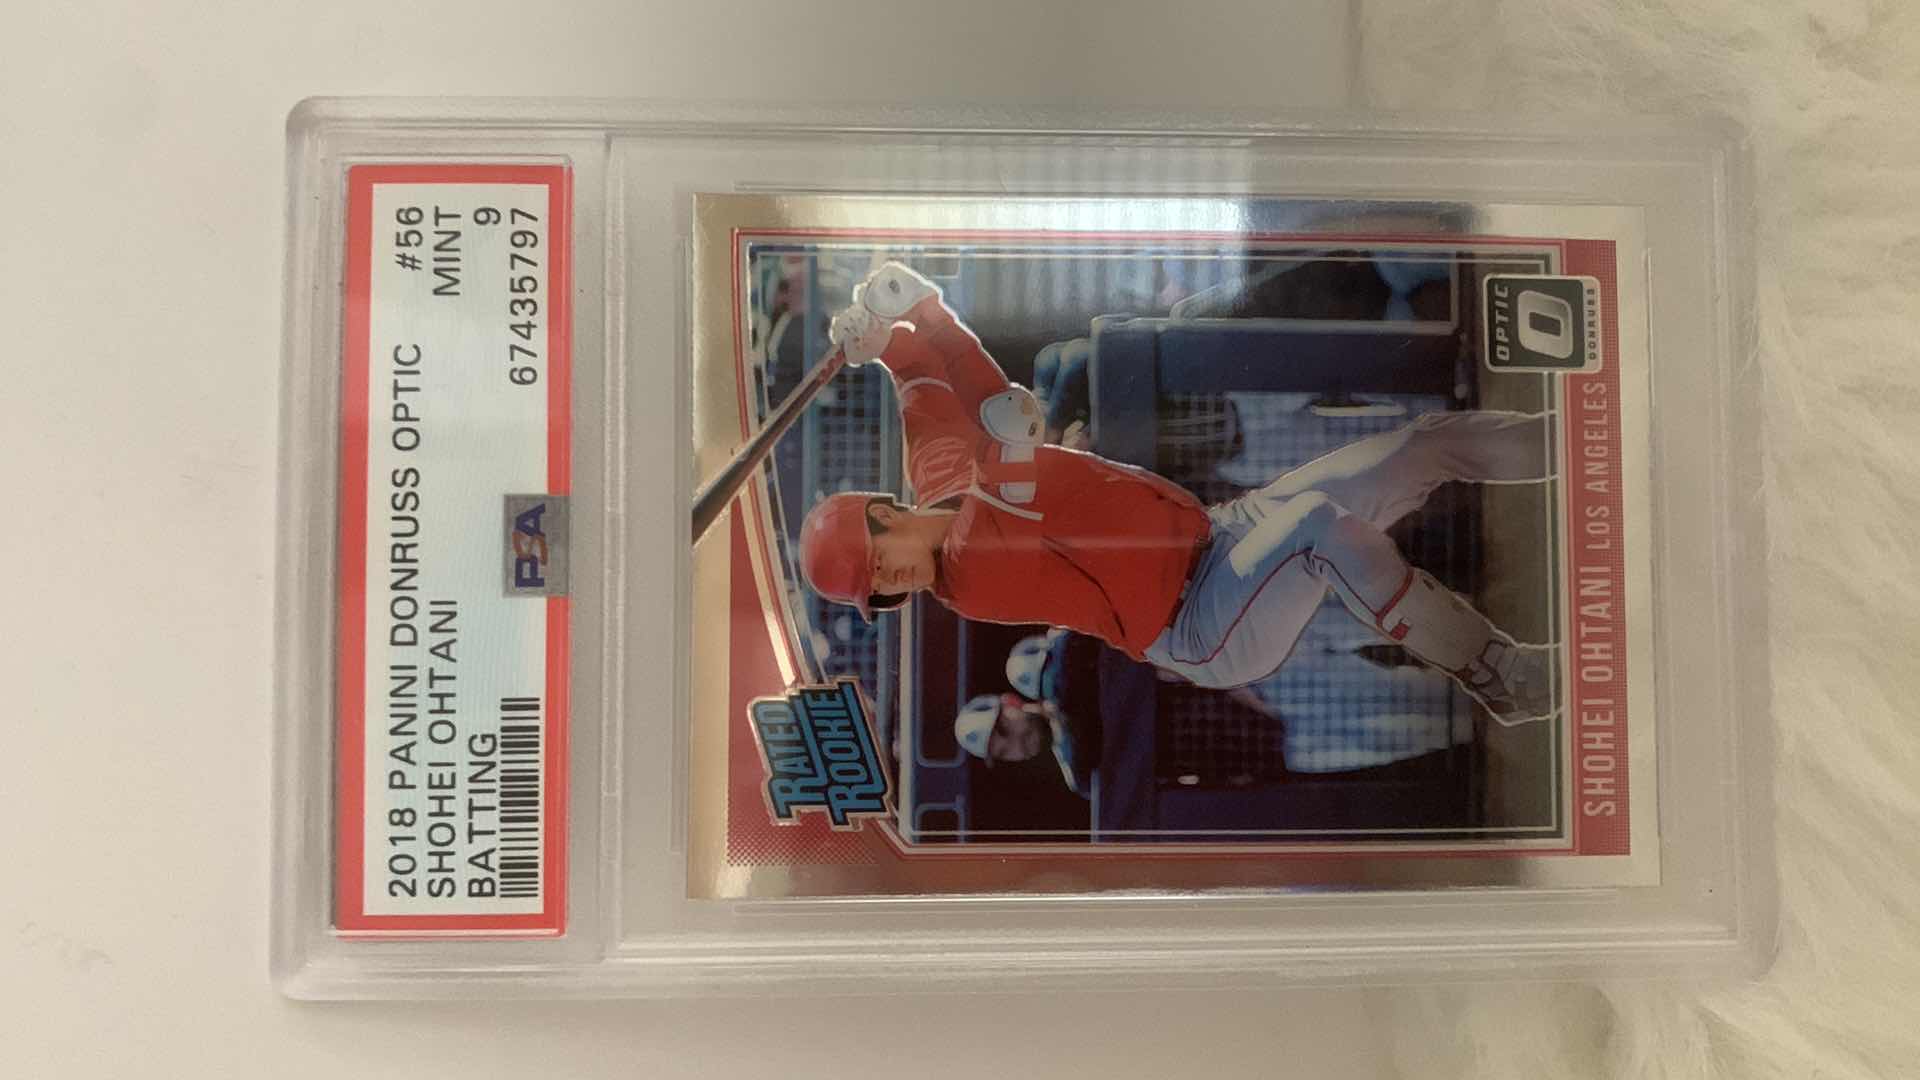 2018 PANINI DONRUSS OPTIC #56
SHOHEI OHTANI MINT
BATTING 9
67435797
PSA
RATED
ROOKIE
OPTIC
DONRUSS
SHOHEI OHTANI LOS ANGELES